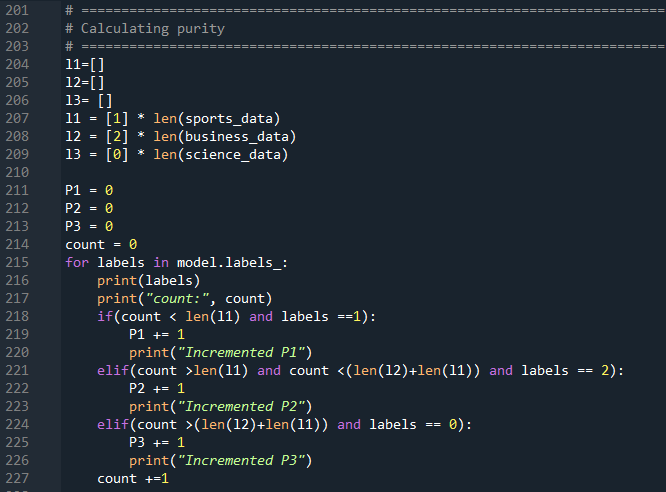 201 # =========================================================================
202 # Calculating purity
203 # =========================================================================
204 l1=[]
205 l2=[]
206 l3= []
207 l1 = [1] * len(sports_data)
208 l2 = [2] * len(business_data)
209 l3 = [0] * len(science_data)
210
211 P1 = 0
212 P2 = 0
213 P3 = 0
214 count = 0
215 for labels in model.labels_:
216     print(labels)
217     print("count:", count)
218     if(count < len(l1) and labels ==1):
219         P1 += 1
220         print("Incremented P1")
221     elif(count >len(l1) and count <(len(l2)+len(l1)) and labels == 2):
222         P2 += 1
223         print("Incremented P2")
224     elif(count >(len(l2)+len(l1)) and labels == 0):
225         P3 += 1
226         print("Incremented P3")
227     count +=1